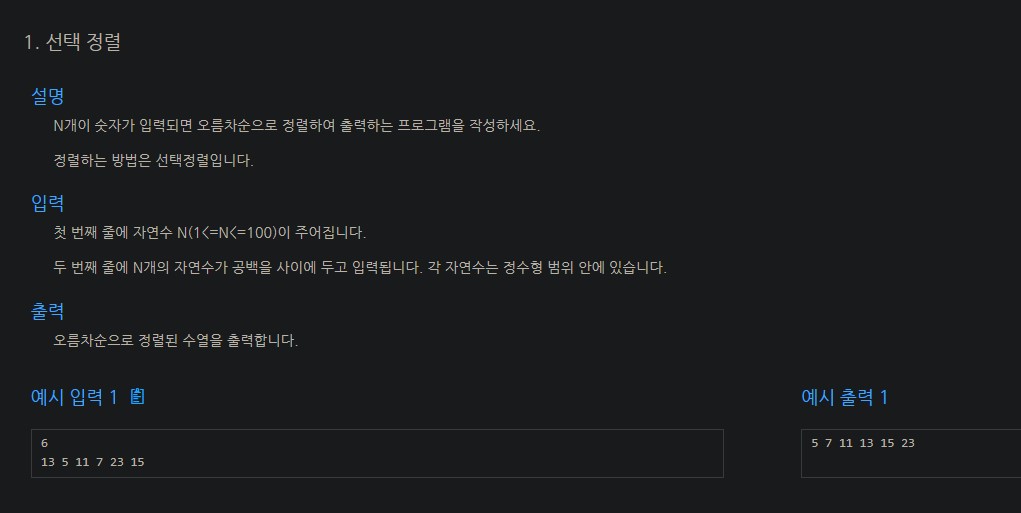 1. 선택 정렬
설명
N개이 숫자가 입력되면 오름차순으로 정렬하여 출력하는 프로그램을 작성하세요.
정렬하는 방법은 선택정렬입니다.
입력
첫 번째 줄에 자연수 N(1<=N<=100)이 주어집니다.
두 번째 줄에 N개의 자연수가 공백을 사이에 두고 입력됩니다. 각 자연수는 정수형 범위 안에 있습니다.
출력
오름차순으로 정렬된 수열을 출력합니다.
예시 입력 1
6
13 5 11 7 23 15
예시 출력 1
5 7 11 13 15 23